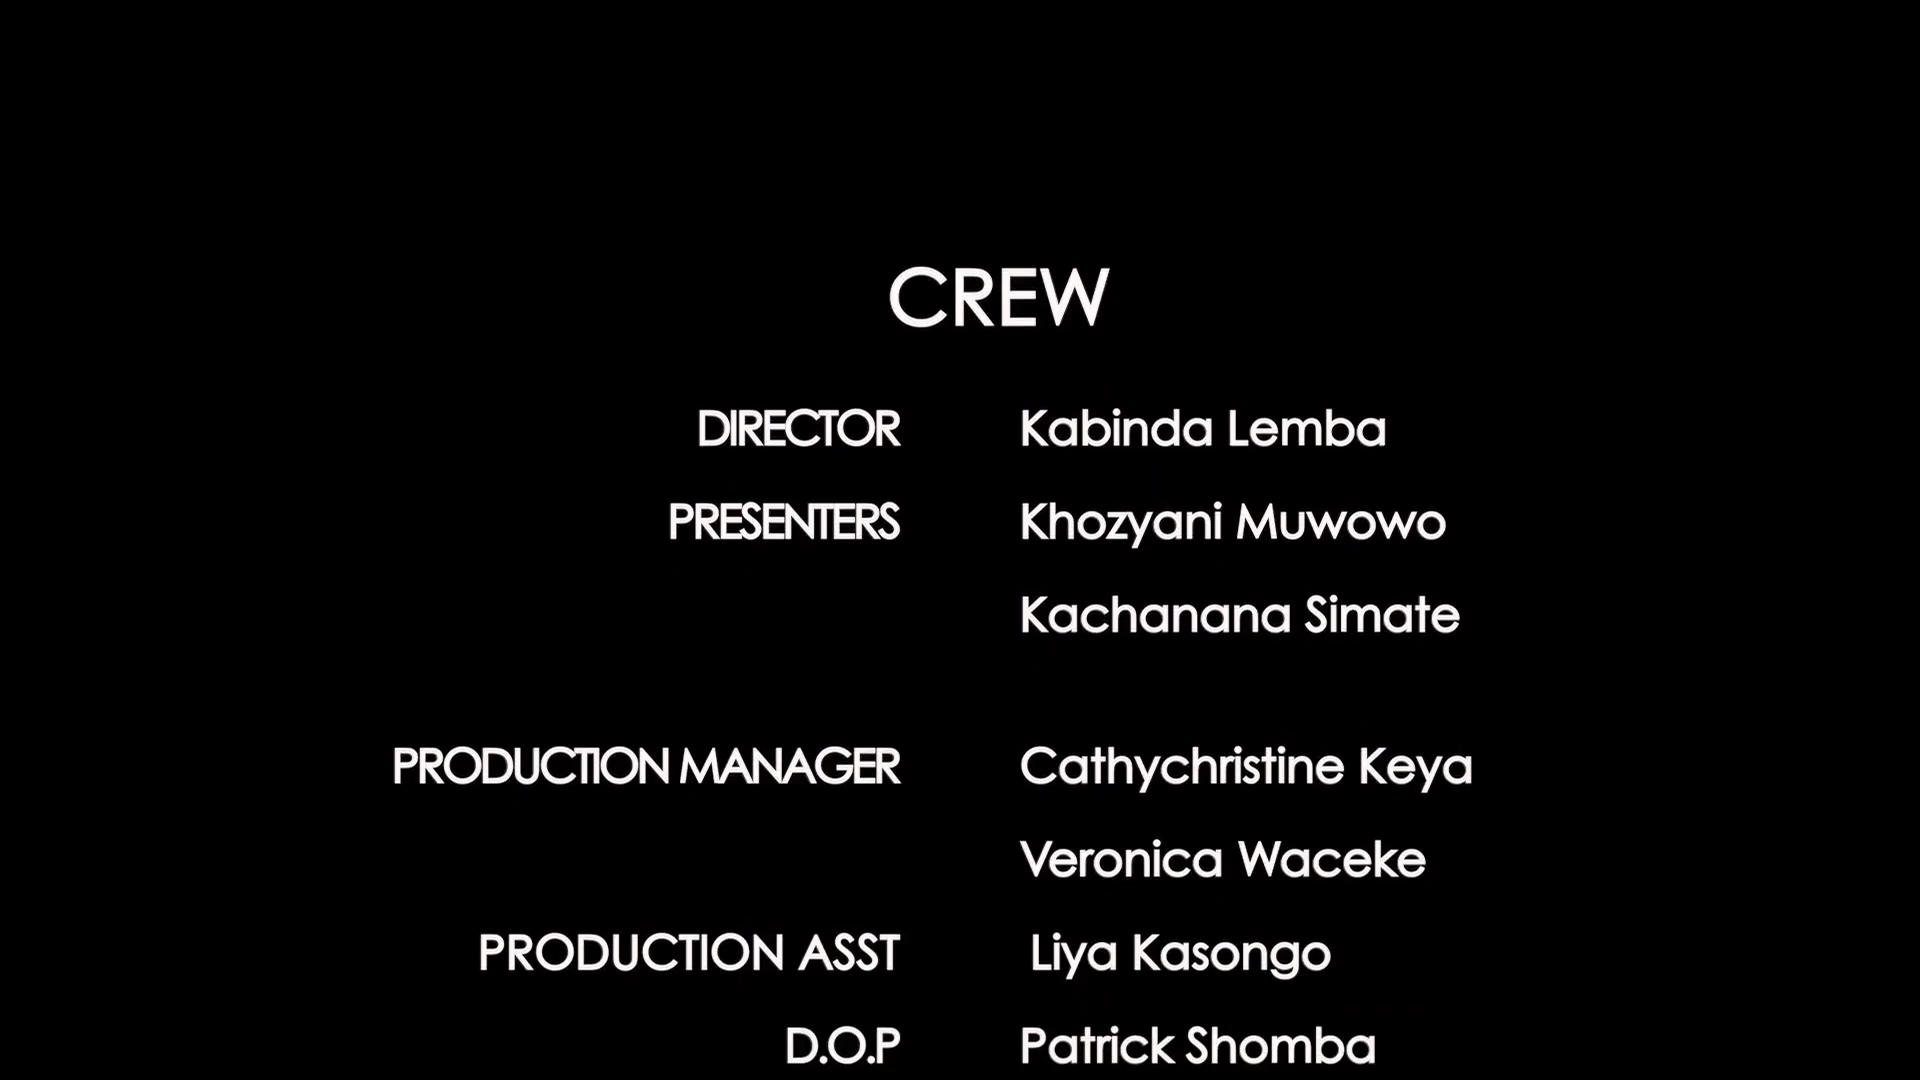 CREW
DIRECTOR Kabinda Lemba
PRESENTERS Khozyani Muwowo
Kachanana Simate
PRODUCTION MANAGER Cathychristine Keya
Veronica Waceke
PRODUCTION ASST Liya Kasongo
D.O.P Patrick Shomba